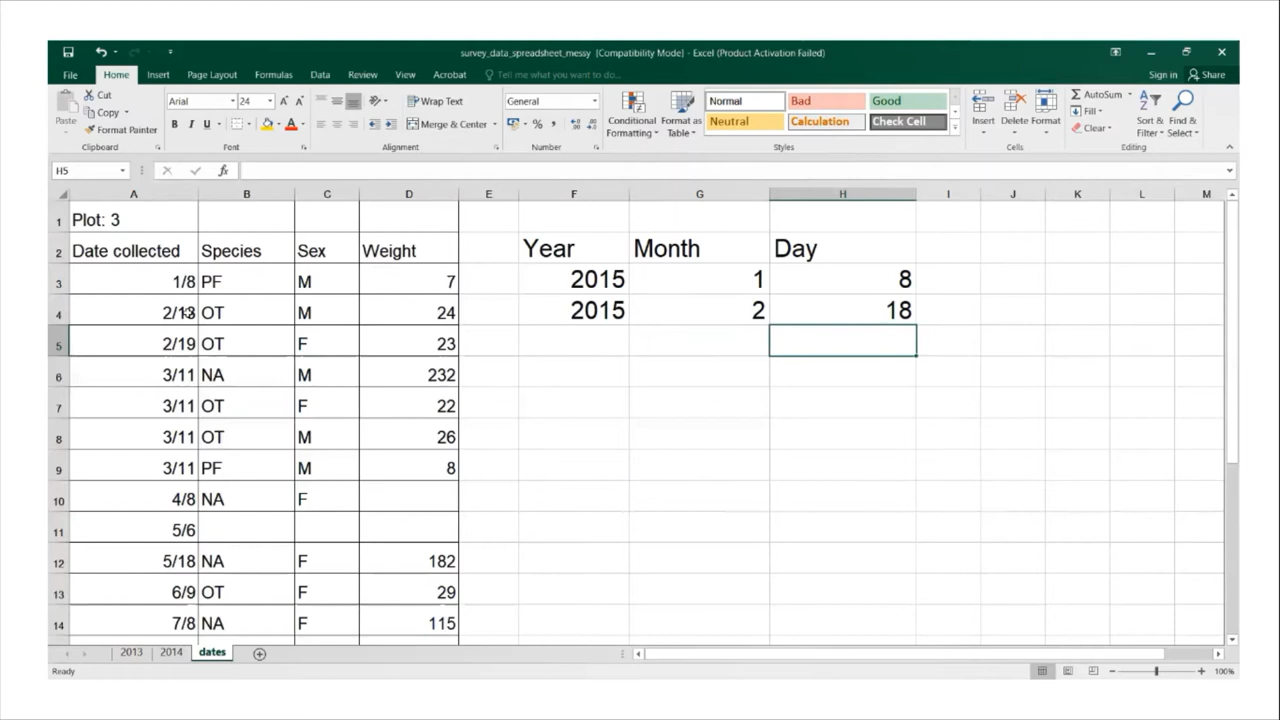 survey_data_spreadsheet_messy [Compatibility Mode] - Excel (Product Activation Failed)
File Home Insert Page Layout Formulas Data Review View Acrobat Tell me what you want to do... Sign in Share
Paste Cut Copy Format Painter Clipboard
Arial 24 A A B I U A Font
Wrap Text Merge & Center Alignment
General % , Number
Conditional Formatting Format as Table Normal Bad Good Neutral Calculation Check Cell Styles
Insert Delete Format Cells
AutoSum Fill Clear Sort & Filter Find & Select Editing
H5 fx
A B C D E F G H I J K L M
1 Plot: 3
2 Date collected Species Sex Weight Year Month Day
3 1/8 PF M 7 2015 1 8
4 OT M 24 2015 2 18
5 2/19 OT F 23
6 3/11 NA M 232
7 3/11 OT F 22
8 3/11 OT M 26
9 3/11 PF M 8
10 4/8 NA F
11 5/6
12 5/18 NA F 182
13 6/9 OT F 29
14 7/8 NA F 115
2013 2014 dates
Ready 100%